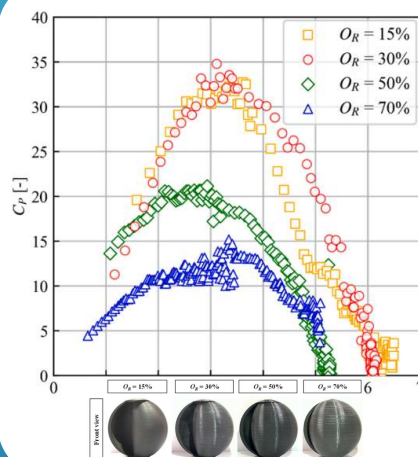 40
35
30
25
20
15
10
5
0
C_P [-]
O_R = 15%
O_R = 30%
O_R = 50%
O_R = 70%
0
6
O_R = 15%
O_R = 30%
O_R = 50%
O_R = 70%
Front view